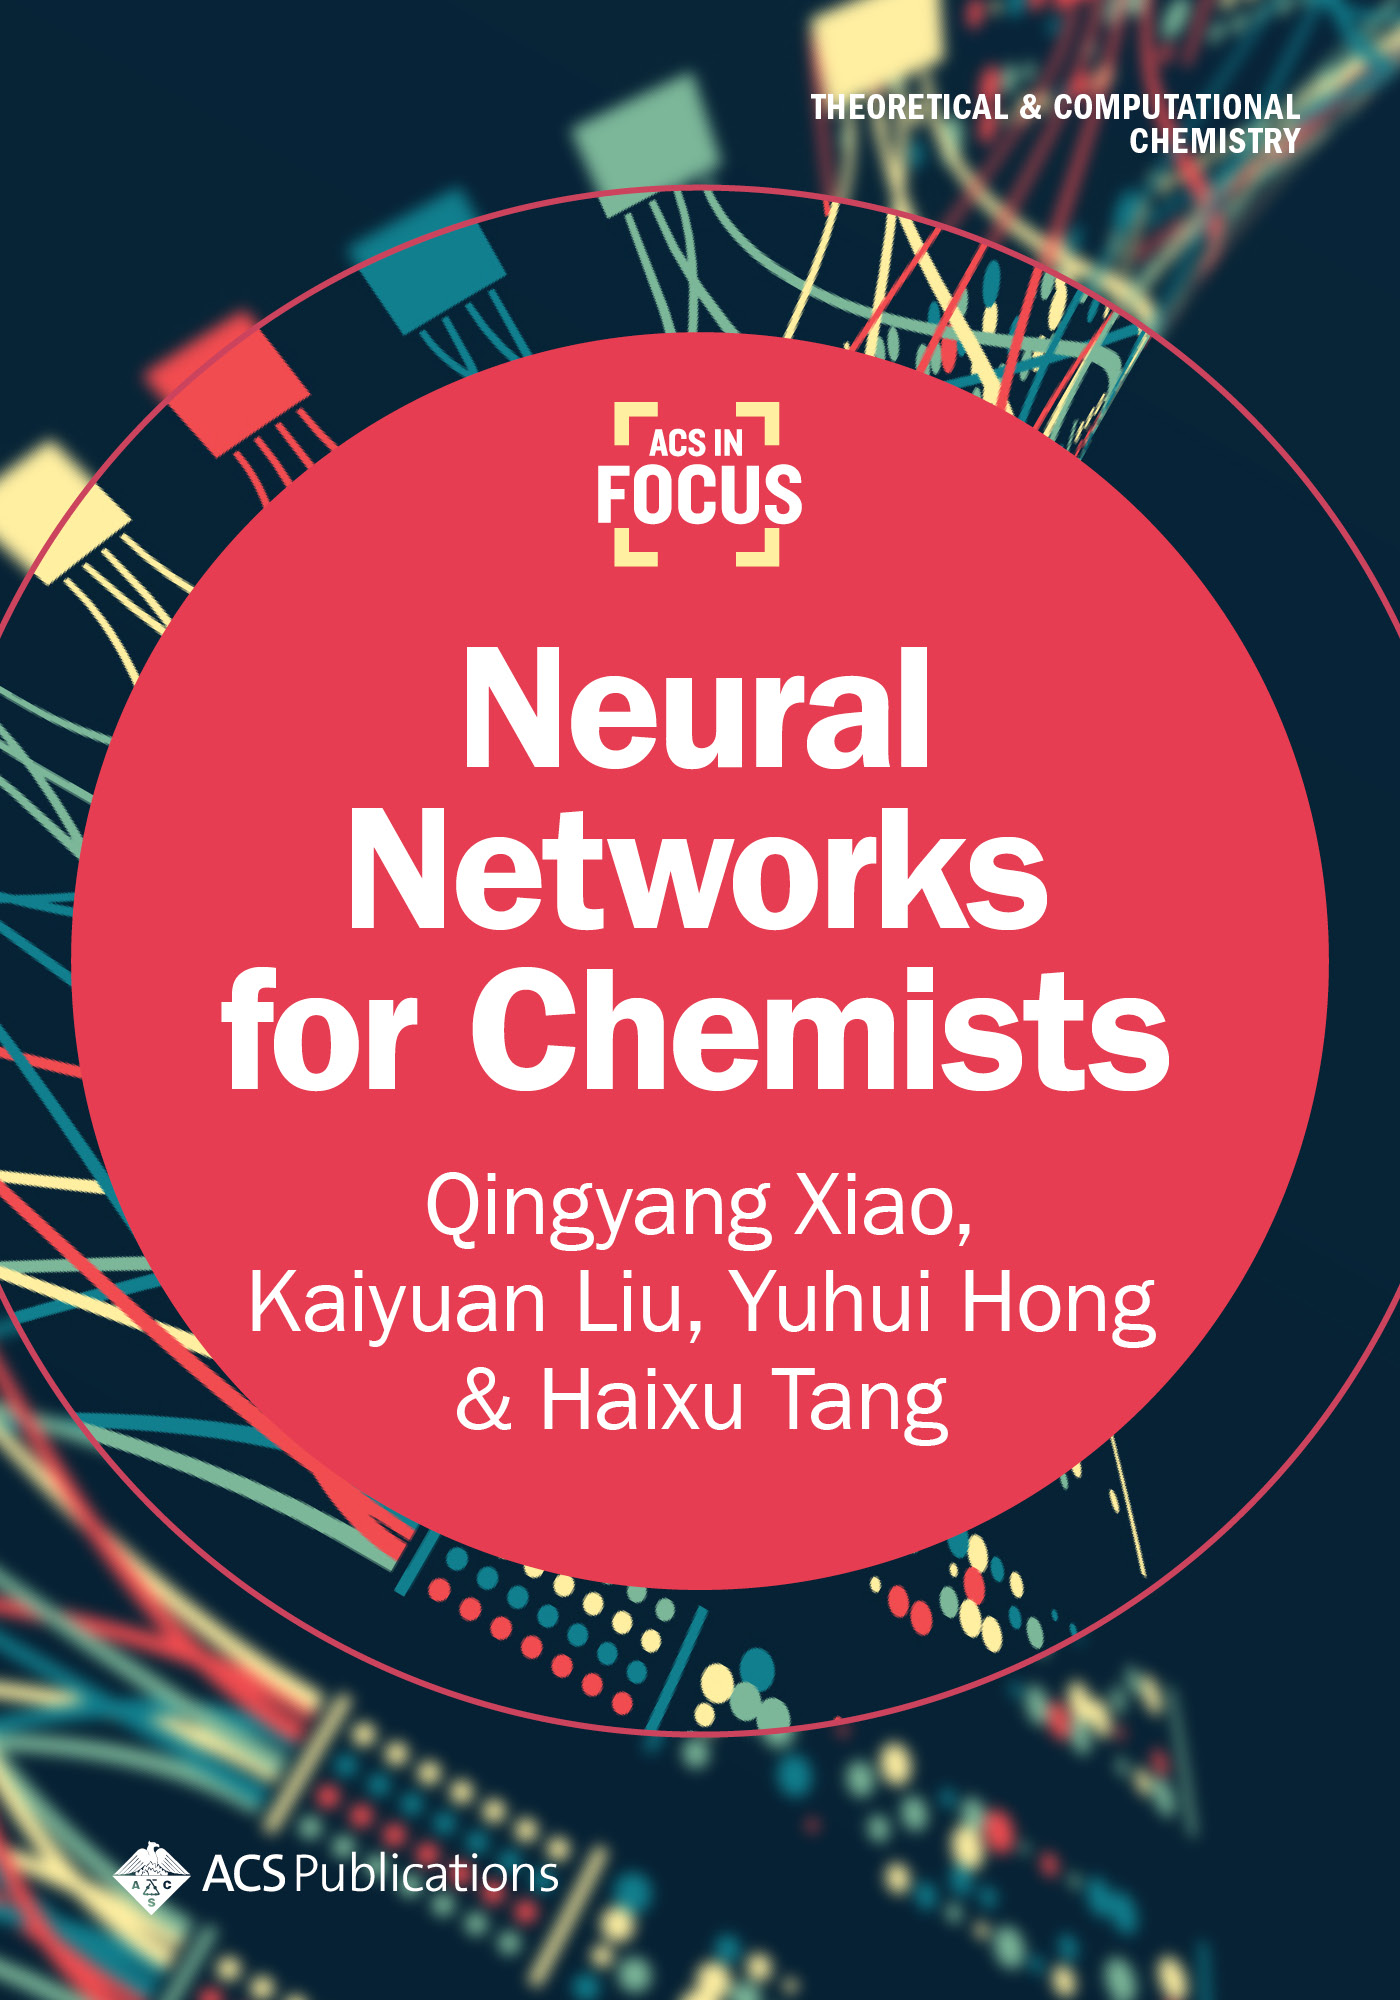 THEORETICAL & COMPUTATIONAL
CHEMISTRY
ACS IN
FOCUS
Neural
Networks
for Chemists
Qingyang Xiao,
Kaiyuan Liu, Yuhui Hong
& Haixu Tang
A C
S
ACS Publications